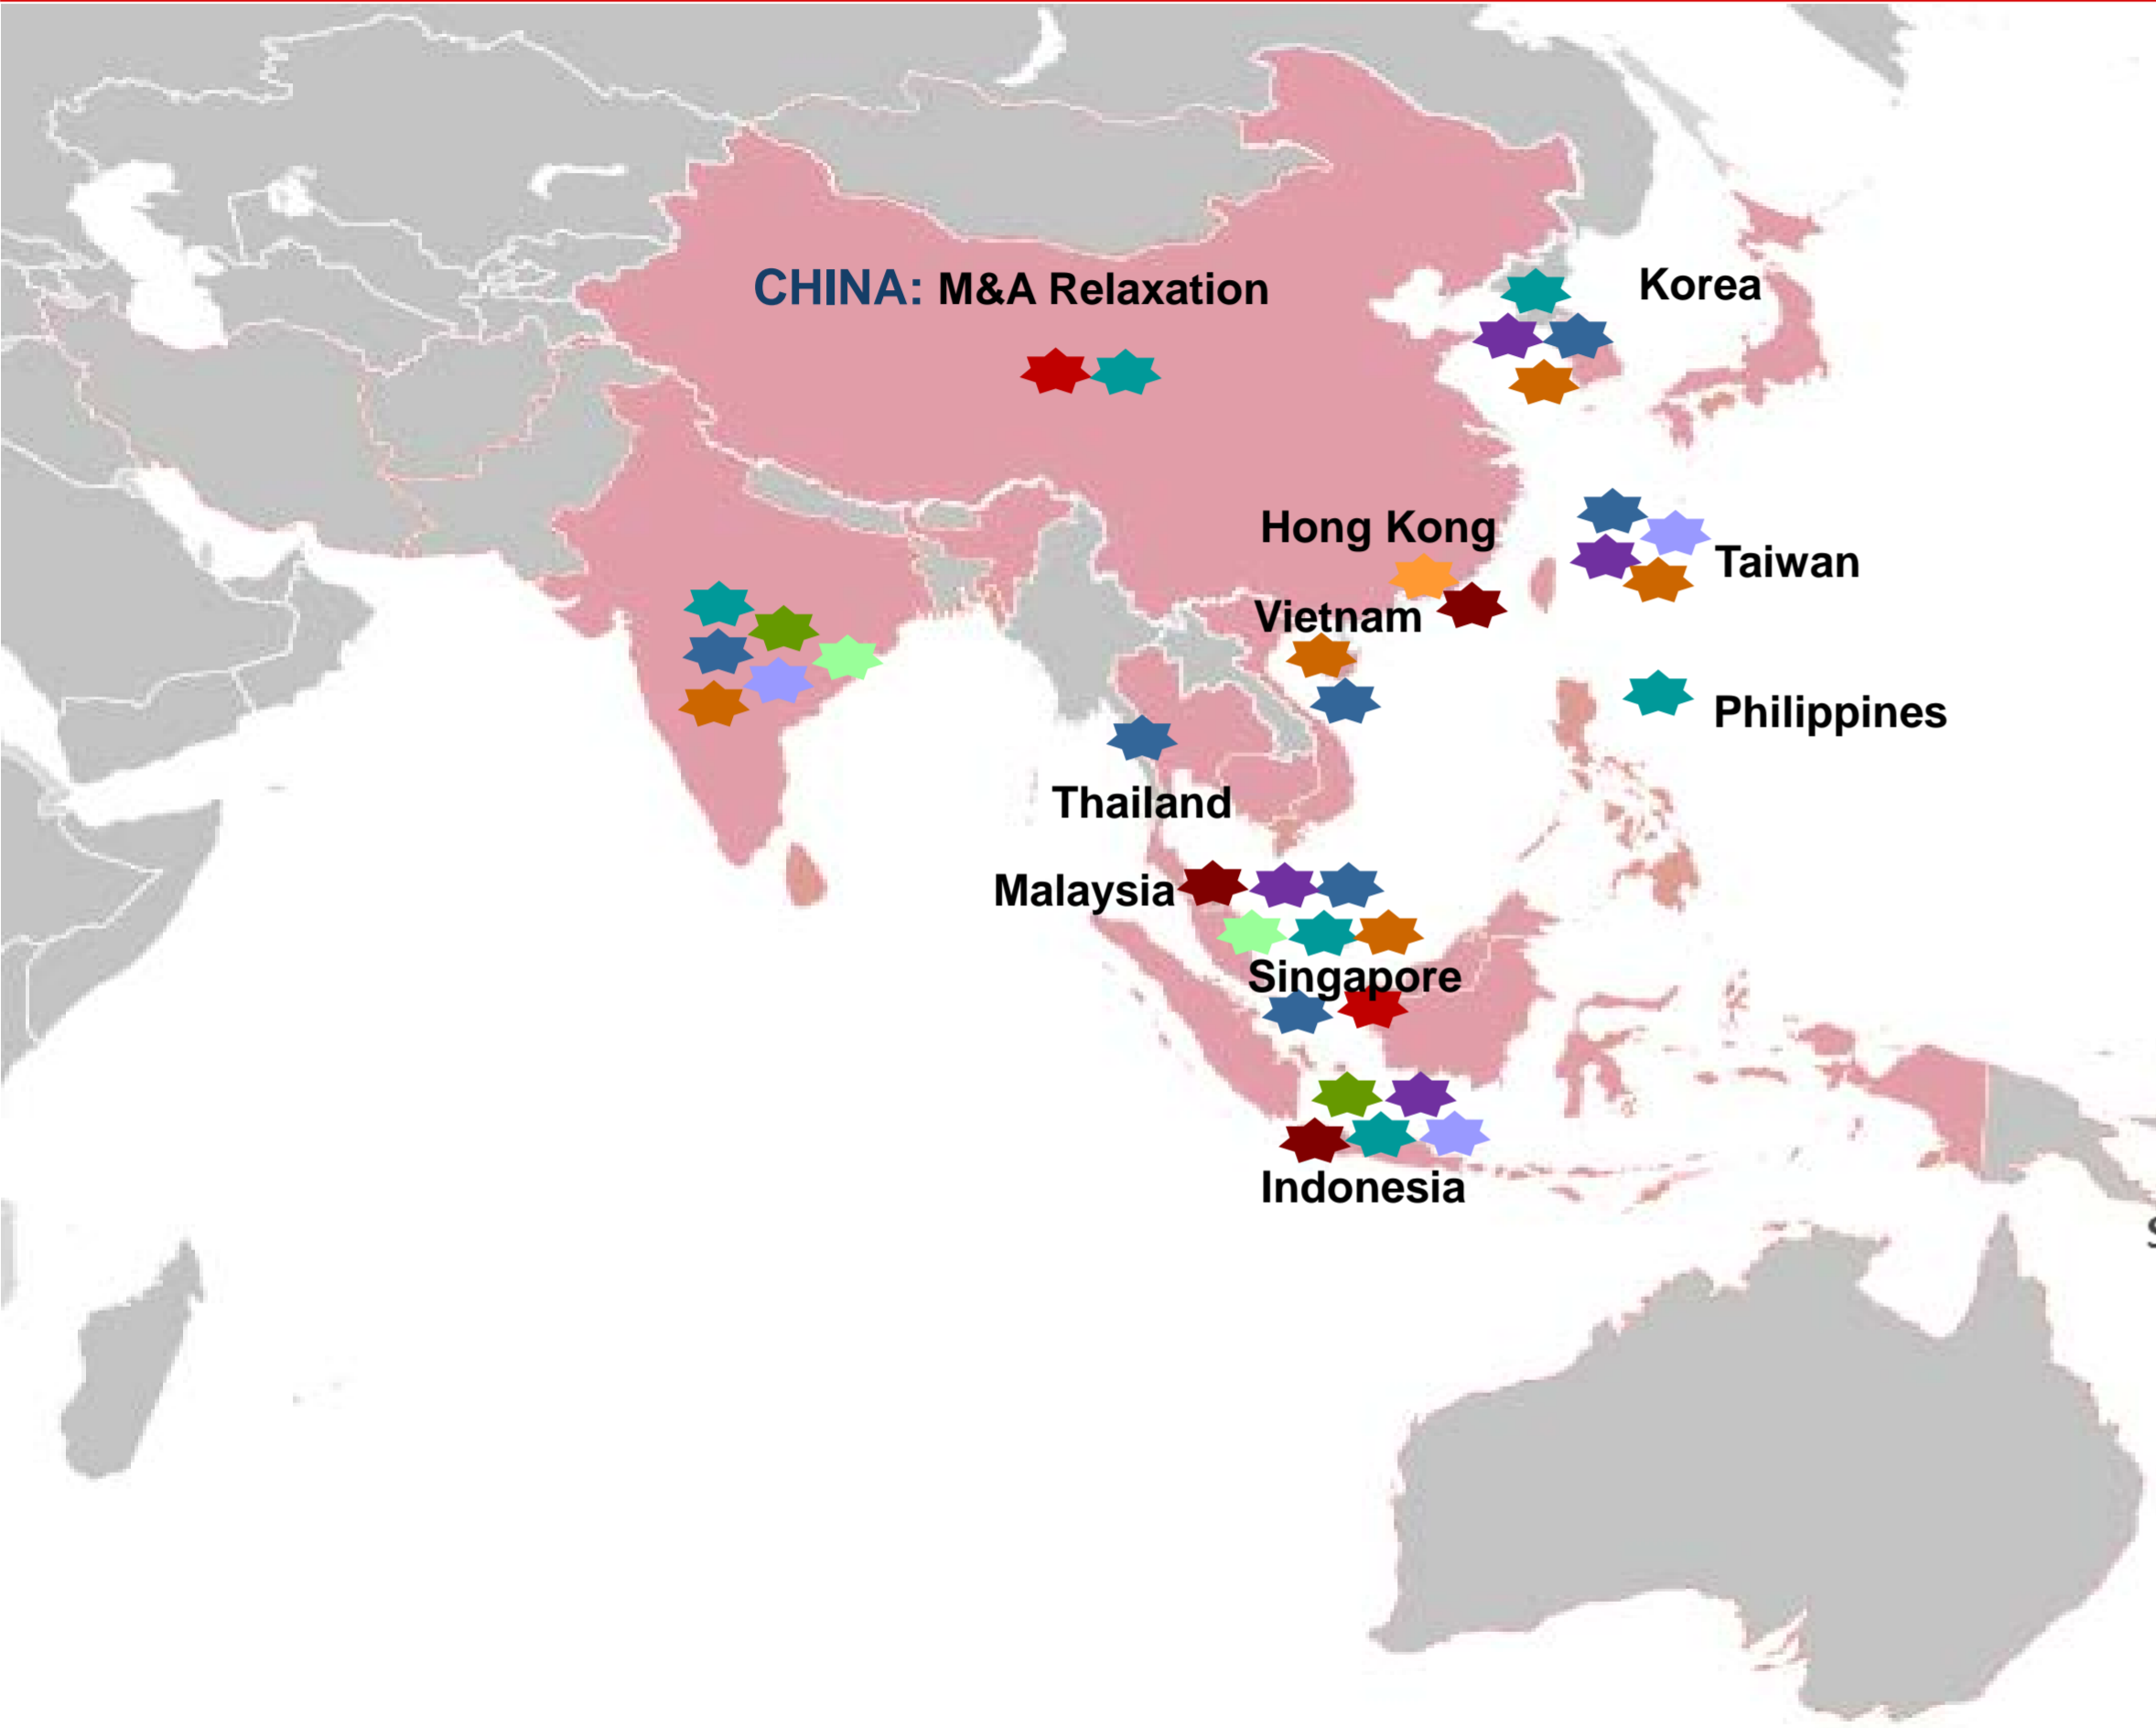 CHINA: M&A Relaxation
Korea
Hong Kong
Taiwan
Vietnam
Philippines
Thailand
Malaysia
Singapore
Indonesia
S